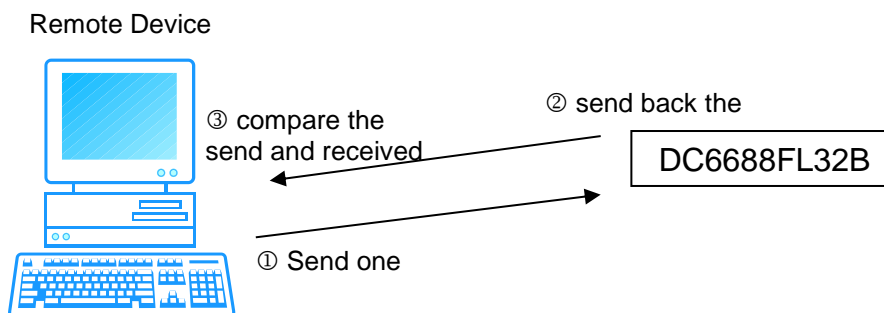 Remote Device
③ compare the
send and received
② send back the
DC6688FL32B
① Send one